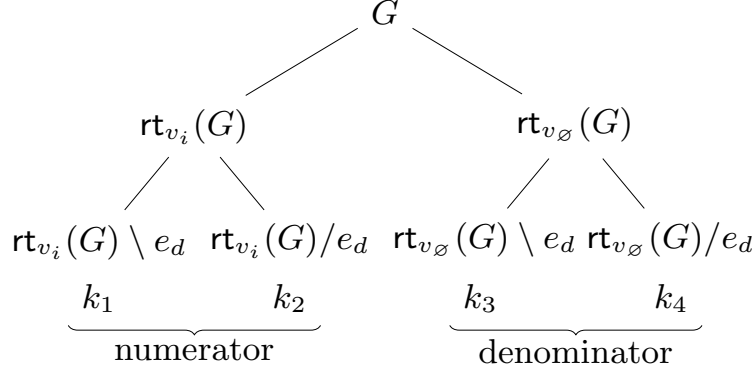 G
rt_{v_i}(G) rt_{v_∅}(G)
rt_{v_i}(G) \ e_d rt_{v_i}(G)/e_d rt_{v_∅}(G) \ e_d rt_{v_∅}(G)/e_d
k_1 k_2 k_3 k_4
numerator denominator